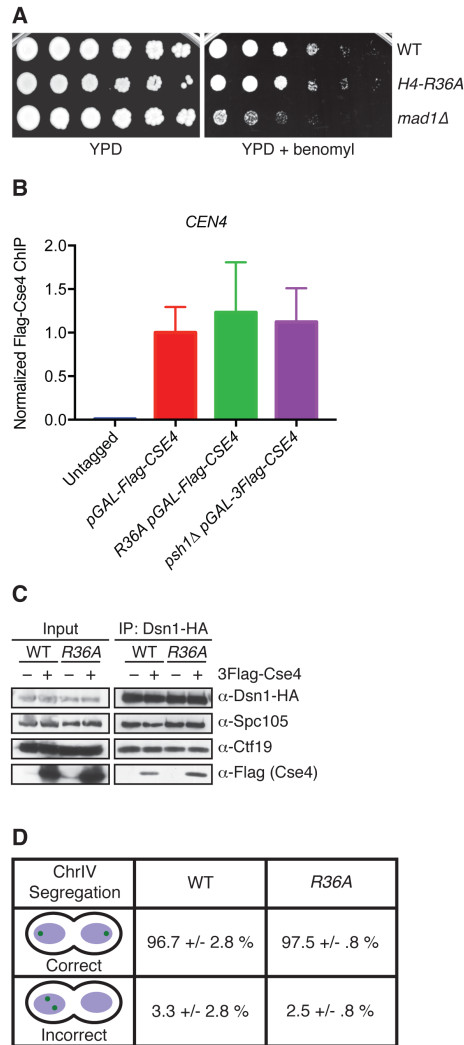 A
WT
H4-R36A
mad1Δ
YPD
YPD + benomyl
B
CEN4
Normalized Flag-Cse4 ChIP
2.0
1.5
1.0
0.5
0.0
Untagged
pGAL-Flag-CSE4
R36A pGAL-Flag-CSE4
psh1Δ pGAL-3Flag-CSE4
C
Input
IP: Dsn1-HA
WT R36A WT R36A
– + – + – + – + 3Flag-Cse4
α-Dsn1-HA
α-Spc105
α-Ctf19
α-Flag (Cse4)
D
ChrIV
Segregation
WT
R36A
Correct
96.7 +/- 2.8 %
97.5 +/- .8 %
Incorrect
3.3 +/- 2.8 %
2.5 +/- .8 %